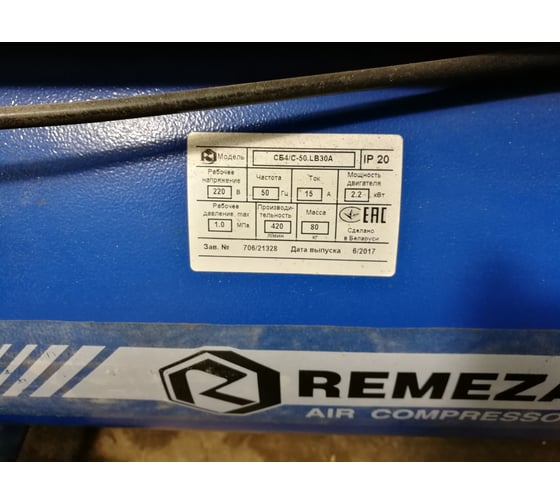 Модель СБ4/С-50.LB30A IP 20
Рабочее напряжение 220 В Частота 50 Гц Ток 15 А Мощность двигателя 2.2 кВт
Рабочее давление, max 1.0 МПа Производительность 420 л/мин Масса 80 кг EAC Сделано в Беларуси
Зав. № 706/21328 Дата выпуска 6/2017
REMEZA
AIR COMPRESSO